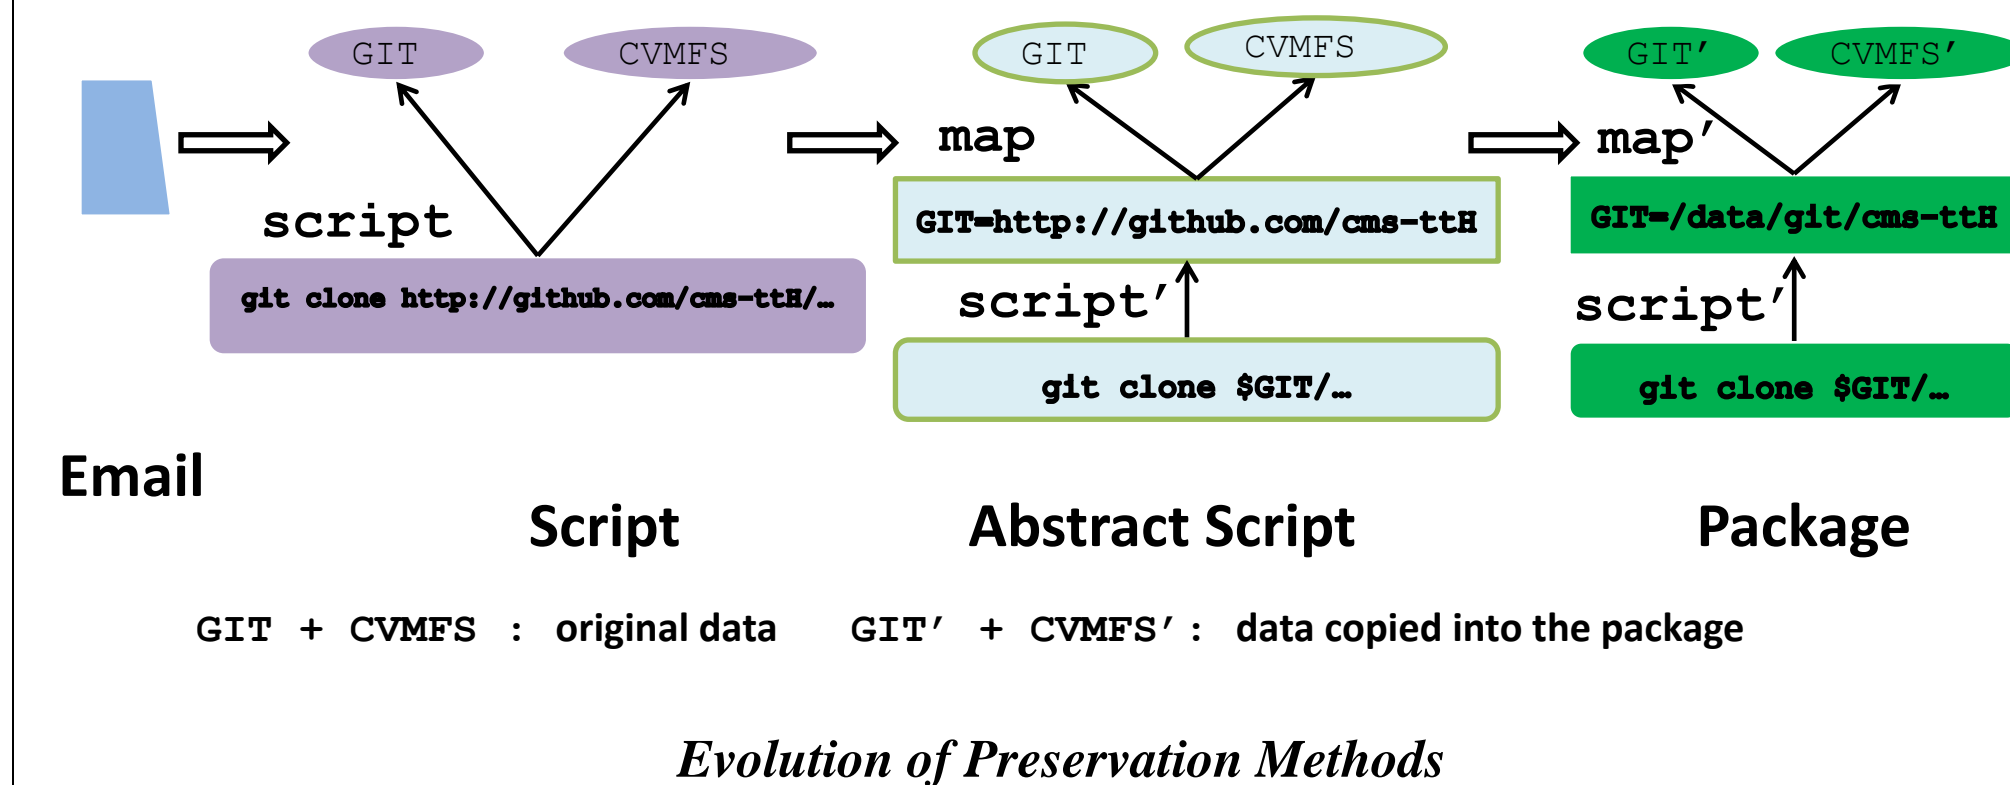 GIT CVMFS GIT CVMFS GIT′ CVMFS′
map map′
script GIT=http://github.com/cms-ttH GIT=/data/git/cms-ttH
git clone http://github.com/cms-ttH/… script′ script′
git clone $GIT/… git clone $GIT/…
Email
Script Abstract Script Package
GIT + CVMFS : original data GIT′ + CVMFS′ : data copied into the package
Evolution of Preservation Methods